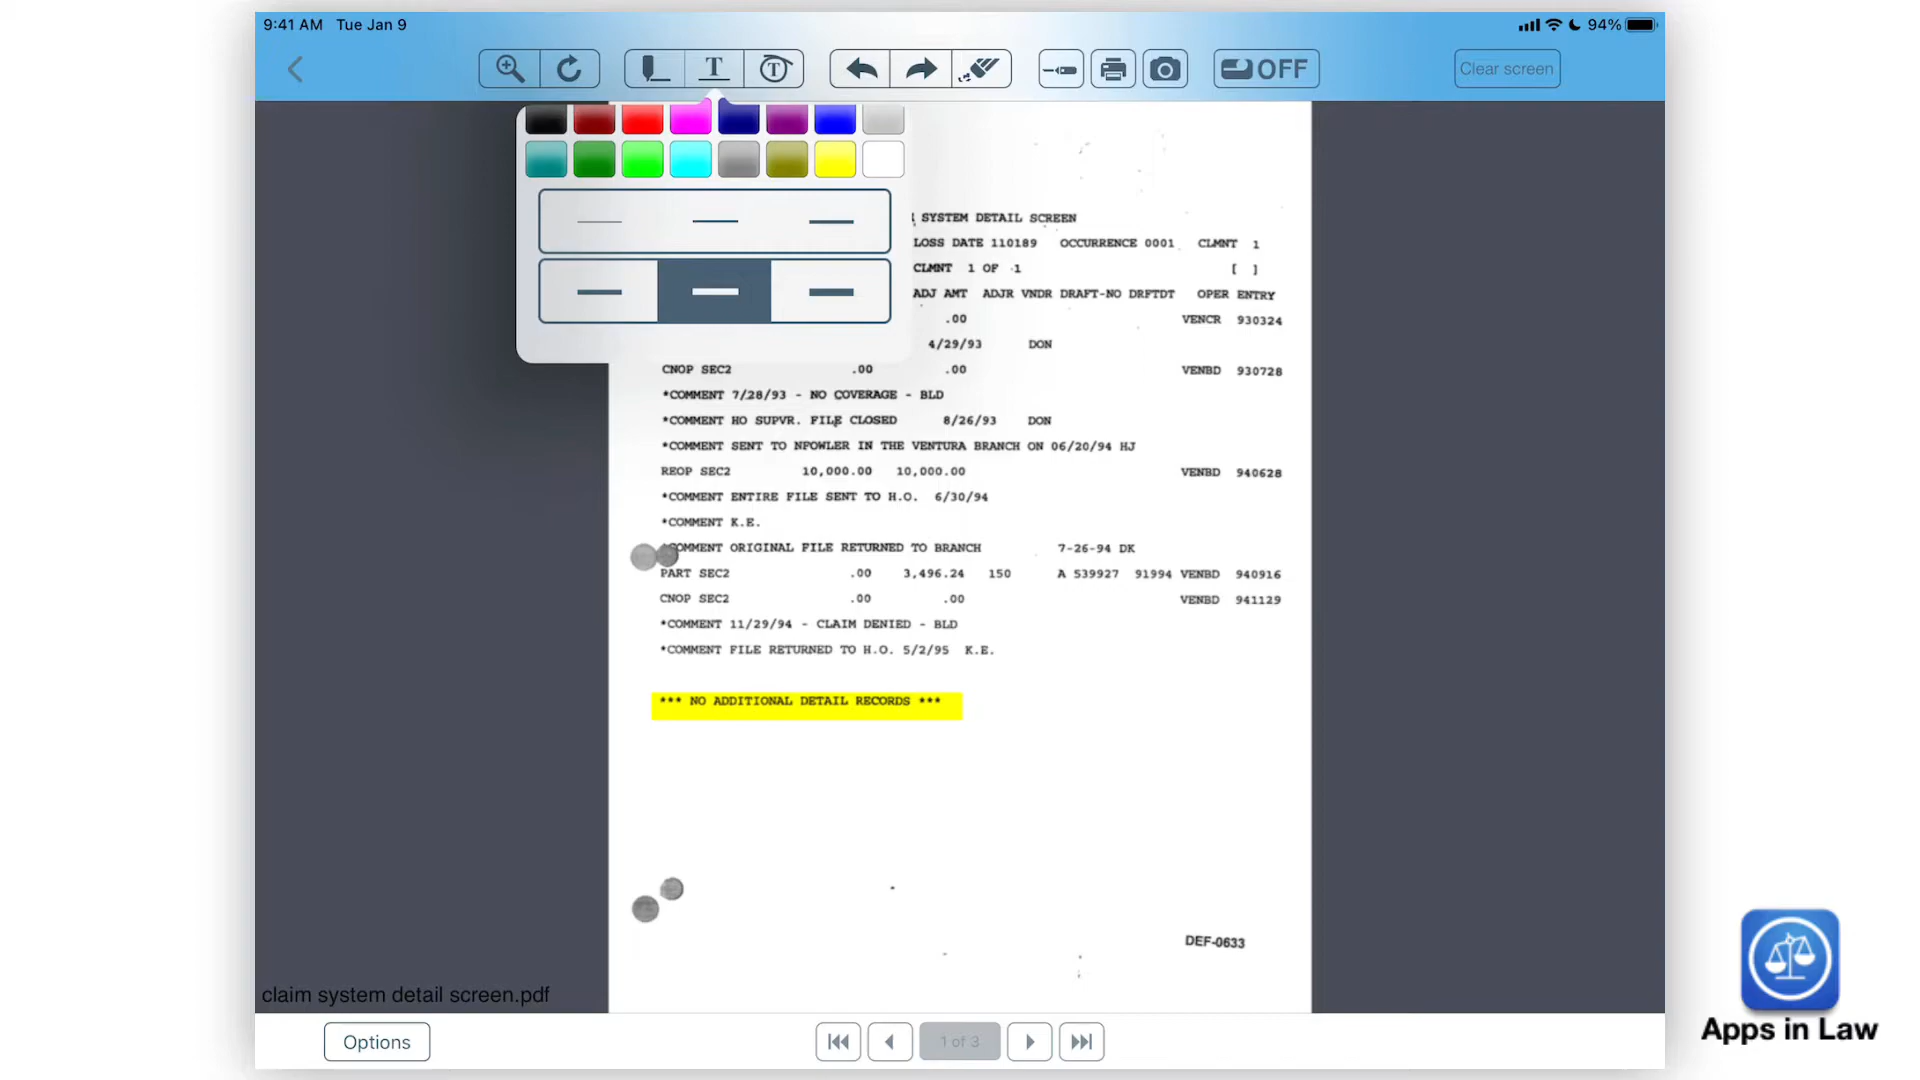 9:41 AM Tue Jan 9
94%
T
T
OFF
Clear screen
SYSTEM DETAIL SCREEN
LOSS DATE 110189 OCCURRENCE 0001 CLMNT 1
CLMNT 1 OF 1 [ ]
ADJ AMT ADJR VNDR DRAFT-NO DRFTDT OPER ENTRY
.00 VENCR 930324
4/29/93 DON
CNOP SEC2 .00 .00 VENBD 930728
*COMMENT 7/28/93 - NO COVERAGE - BLD
*COMMENT HO SUPVR. FILE CLOSED 8/26/93 DON
*COMMENT SENT TO NPOWLER IN THE VENTURA BRANCH ON 06/20/94 HJ
REOP SEC2 10,000.00 10,000.00 VENBD 940628
*COMMENT ENTIRE FILE SENT TO H.O. 6/30/94
*COMMENT K.E.
COMMENT ORIGINAL FILE RETURNED TO BRANCH 7-26-94 DK
PART SEC2 .00 3,496.24 150 A 539927 91994 VENBD 940916
CNOP SEC2 .00 .00 VENBD 941129
*COMMENT 11/29/94 - CLAIM DENIED - BLD
*COMMENT FILE RETURNED TO H.O. 5/2/95 K.E.
*** NO ADDITIONAL DETAIL RECORDS ***
DEF-0633
claim system detail screen.pdf
Options
1 of 3
Apps in Law